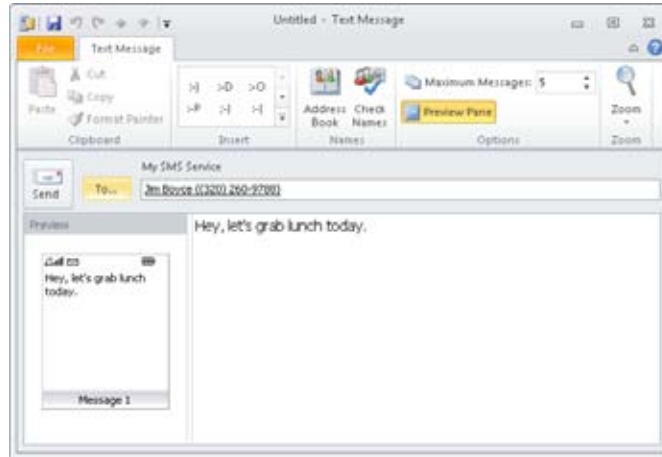 Untitled - Text Message
File
Text Message
Paste
Cut
Copy
Format Painter
Clipboard
:-) :-D :-O
:-P ;-) :-(
Insert
Address Book
Check Names
Names
Maximum Messages: 5
Preview Pane
Options
Zoom
Zoom
Send
My SMS Service
To...
Jim Boyce ((320) 260-9788)
Preview
Hey, let's grab lunch today.
Hey, let's grab lunch
today.
Message 1